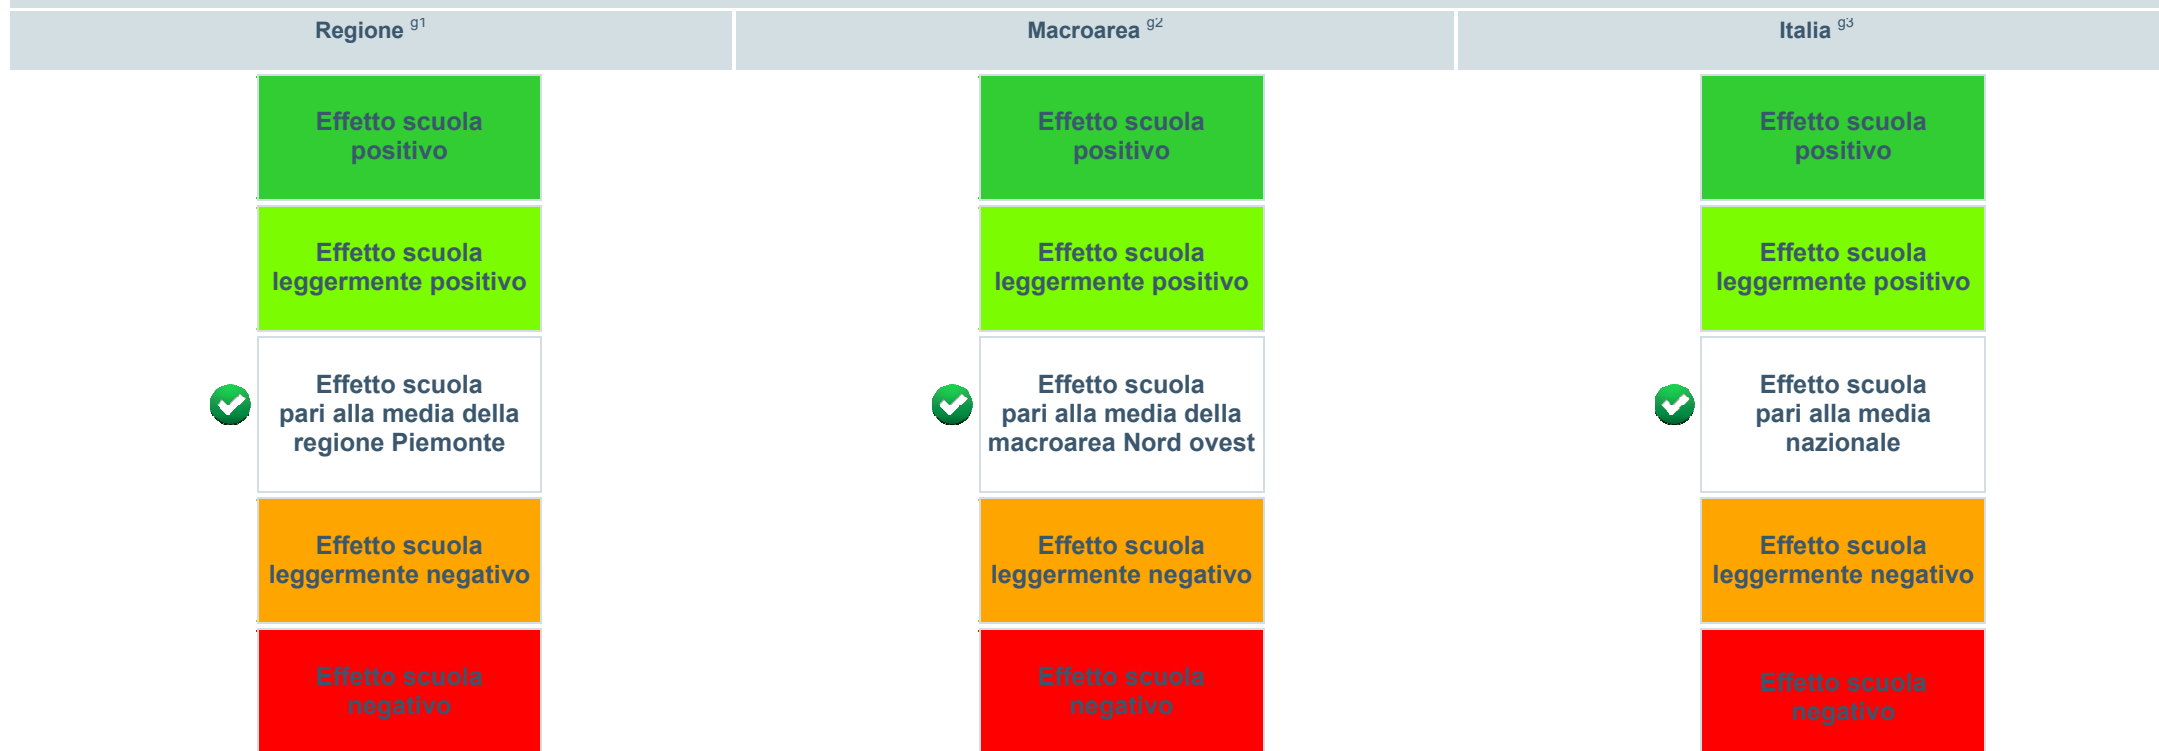 Regione g1
Macroarea g2
Italia g3
Effetto scuola
positivo
Effetto scuola
positivo
Effetto scuola
positivo
Effetto scuola
leggermente positivo
Effetto scuola
leggermente positivo
Effetto scuola
leggermente positivo
Effetto scuola
pari alla media della
regione Piemonte
Effetto scuola
pari alla media della
macroarea Nord ovest
Effetto scuola
pari alla media
nazionale
Effetto scuola
leggermente negativo
Effetto scuola
leggermente negativo
Effetto scuola
leggermente negativo
Effetto scuola
negativo
Effetto scuola
negativo
Effetto scuola
negativo